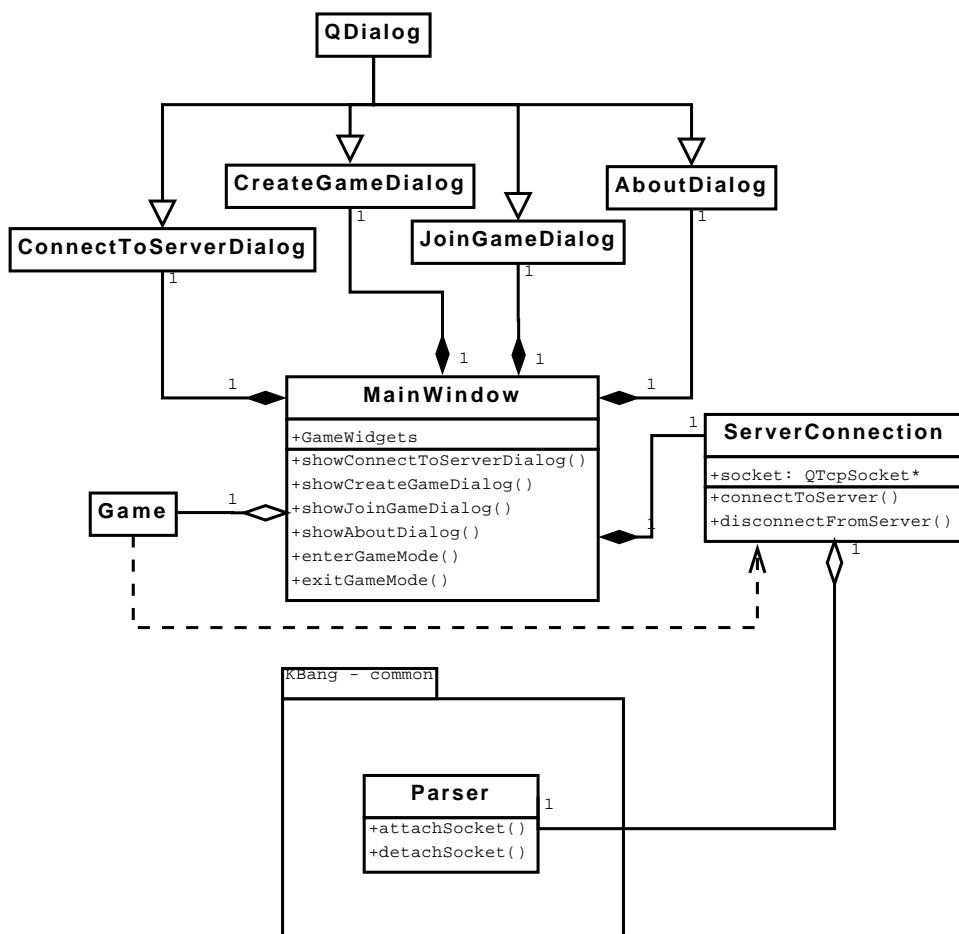 QDialog
CreateGameDialog
1
AboutDialog
1
ConnectToServerDialog
1
JoinGameDialog
1
1
1
1
1
MainWindow
+GameWidgets
+showConnectToServerDialog()
+showCreateGameDialog()
+showJoinGameDialog()
+showAboutDialog()
+enterGameMode()
+exitGameMode()
1
ServerConnection
+socket: QTcpSocket*
+connectToServer()
+disconnectFromServer()
1
Game
1
1
KBang - common
Parser
1
+attachSocket()
+detachSocket()